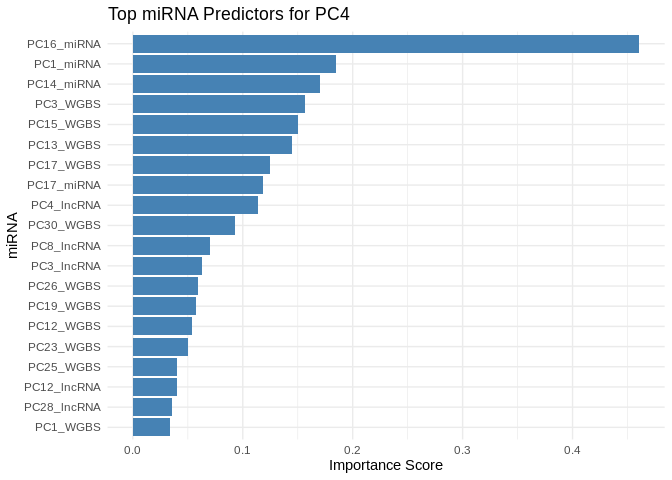 Top miRNA Predictors for PC4
miRNA
PC16_miRNA
PC1_miRNA
PC14_miRNA
PC3_WGBS
PC15_WGBS
PC13_WGBS
PC17_WGBS
PC17_miRNA
PC4_lncRNA
PC30_WGBS
PC8_lncRNA
PC3_lncRNA
PC26_WGBS
PC19_WGBS
PC12_WGBS
PC23_WGBS
PC25_WGBS
PC12_lncRNA
PC28_lncRNA
PC1_WGBS
0.0 0.1 0.2 0.3 0.4
Importance Score